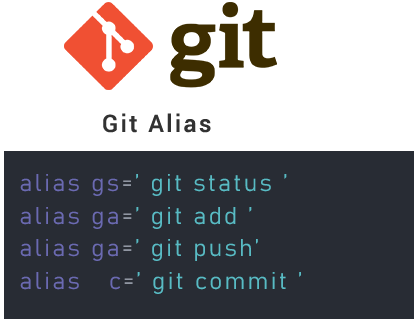 git
Git Alias
alias gs=' git status '
alias ga=' git add '
alias ga=' git push'
alias  c=' git commit '